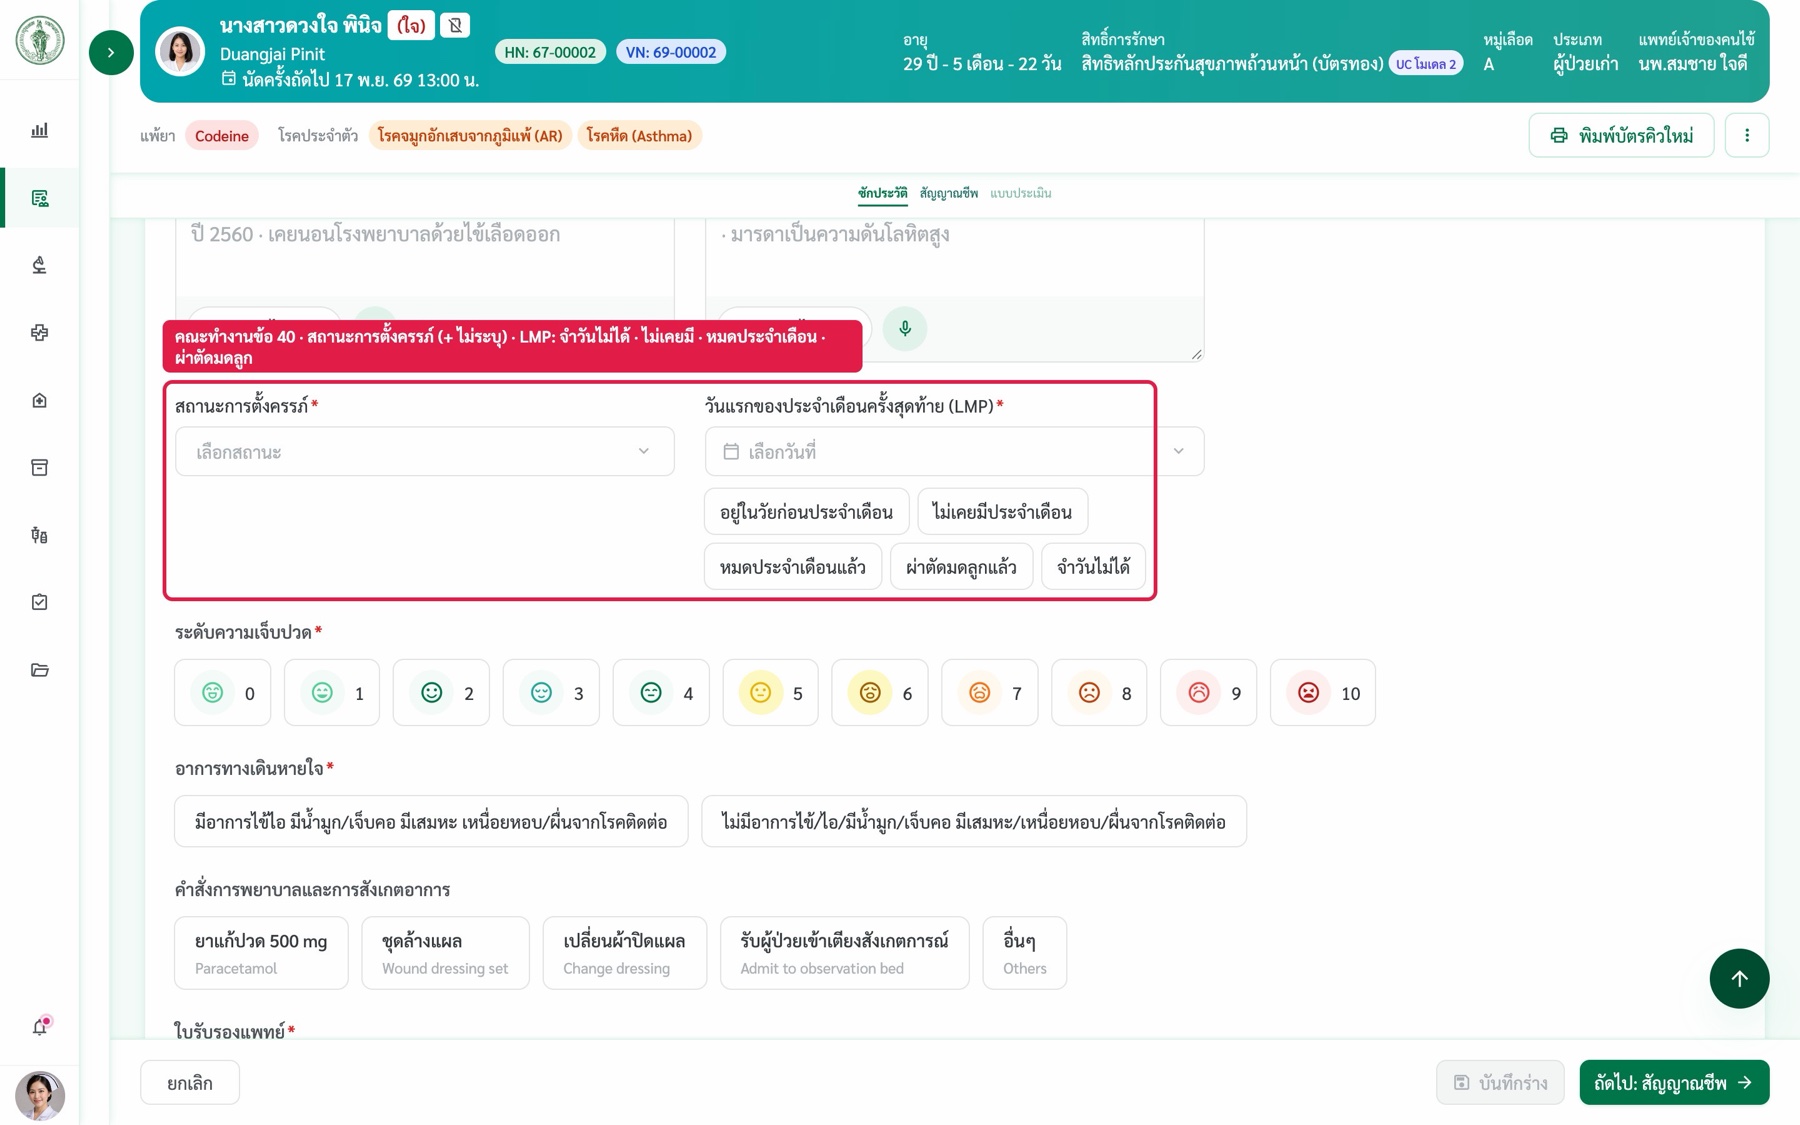 นางสาวดวงใจ พินิจ (ใจ)
Duangjai Pinit
นัดครั้งถัดไป 17 พ.ย. 69 13:00 น.
HN: 67-00002 VN: 69-00002
อายุ
29 ปี - 5 เดือน - 22 วัน
สิทธิ์การรักษา
สิทธิหลักประกันสุขภาพถ้วนหน้า (บัตรทอง) UC โมเดล 2
หมู่เลือด
A
ประเภท
ผู้ป่วยเก่า
แพทย์เจ้าของคนไข้
นพ.สมชาย ใจดี
แพ้ยา Codeine โรคประจำตัว โรคจมูกอักเสบจากภูมิแพ้ (AR) โรคหืด (Asthma)
พิมพ์บัตรคิวใหม่
ซักประวัติ สัญญาณชีพ แบบประเมิน
ปี 2560 · เคยนอนโรงพยาบาลด้วยไข้เลือดออก
· มารดาเป็นความดันโลหิตสูง
คณะทำงานข้อ 40 · สถานะการตั้งครรภ์ (+ ไม่ระบุ) · LMP: จำวันไม่ได้ · ไม่เคยมี · หมดประจำเดือน ·
ผ่าตัดมดลูก
สถานะการตั้งครรภ์*
เลือกสถานะ
วันแรกของประจำเดือนครั้งสุดท้าย (LMP)*
เลือกวันที่
อยู่ในวัยก่อนประจำเดือน ไม่เคยมีประจำเดือน
หมดประจำเดือนแล้ว ผ่าตัดมดลูกแล้ว จำวันไม่ได้
ระดับความเจ็บปวด*
0 1 2 3 4 5 6 7 8 9 10
อาการทางเดินหายใจ*
มีอาการไข้ไอ มีน้ำมูก/เจ็บคอ มีเสมหะ เหนื่อยหอบ/ผื่นจากโรคติดต่อ ไม่มีอาการไข้/ไอ/มีน้ำมูก/เจ็บคอ มีเสมหะ/เหนื่อยหอบ/ผื่นจากโรคติดต่อ
คำสั่งการพยาบาลและการสังเกตอาการ
ยาแก้ปวด 500 mg
Paracetamol
ชุดล้างแผล
Wound dressing set
เปลี่ยนผ้าปิดแผล
Change dressing
รับผู้ป่วยเข้าเตียงสังเกตการณ์
Admit to observation bed
อื่นๆ
Others
ใบรับรองแพทย์*
ยกเลิก บันทึกร่าง ถัดไป: สัญญาณชีพ